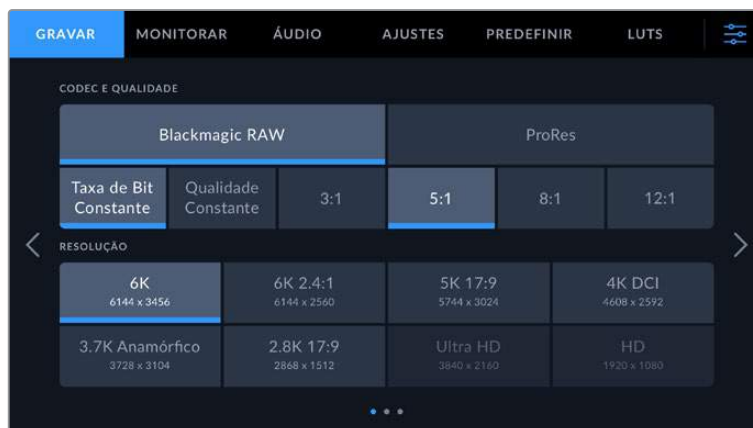 GRAVAR MONITORAR ÁUDIO AJUSTES PREDEFINIR LUTS
CODEC E QUALIDADE
Blackmagic RAW ProRes
Taxa de Bit Constante Qualidade Constante 3:1 5:1 8:1 12:1
RESOLUÇÃO
6K 6K 2.4:1 5K 17:9 4K DCI
6144 x 3456 6144 x 2560 5744 x 3024 4608 x 2592
3.7K Anamórfico 2.8K 17:9 Ultra HD HD
3728 x 3104 2868 x 1512 3840 x 2160 1920 x 1080